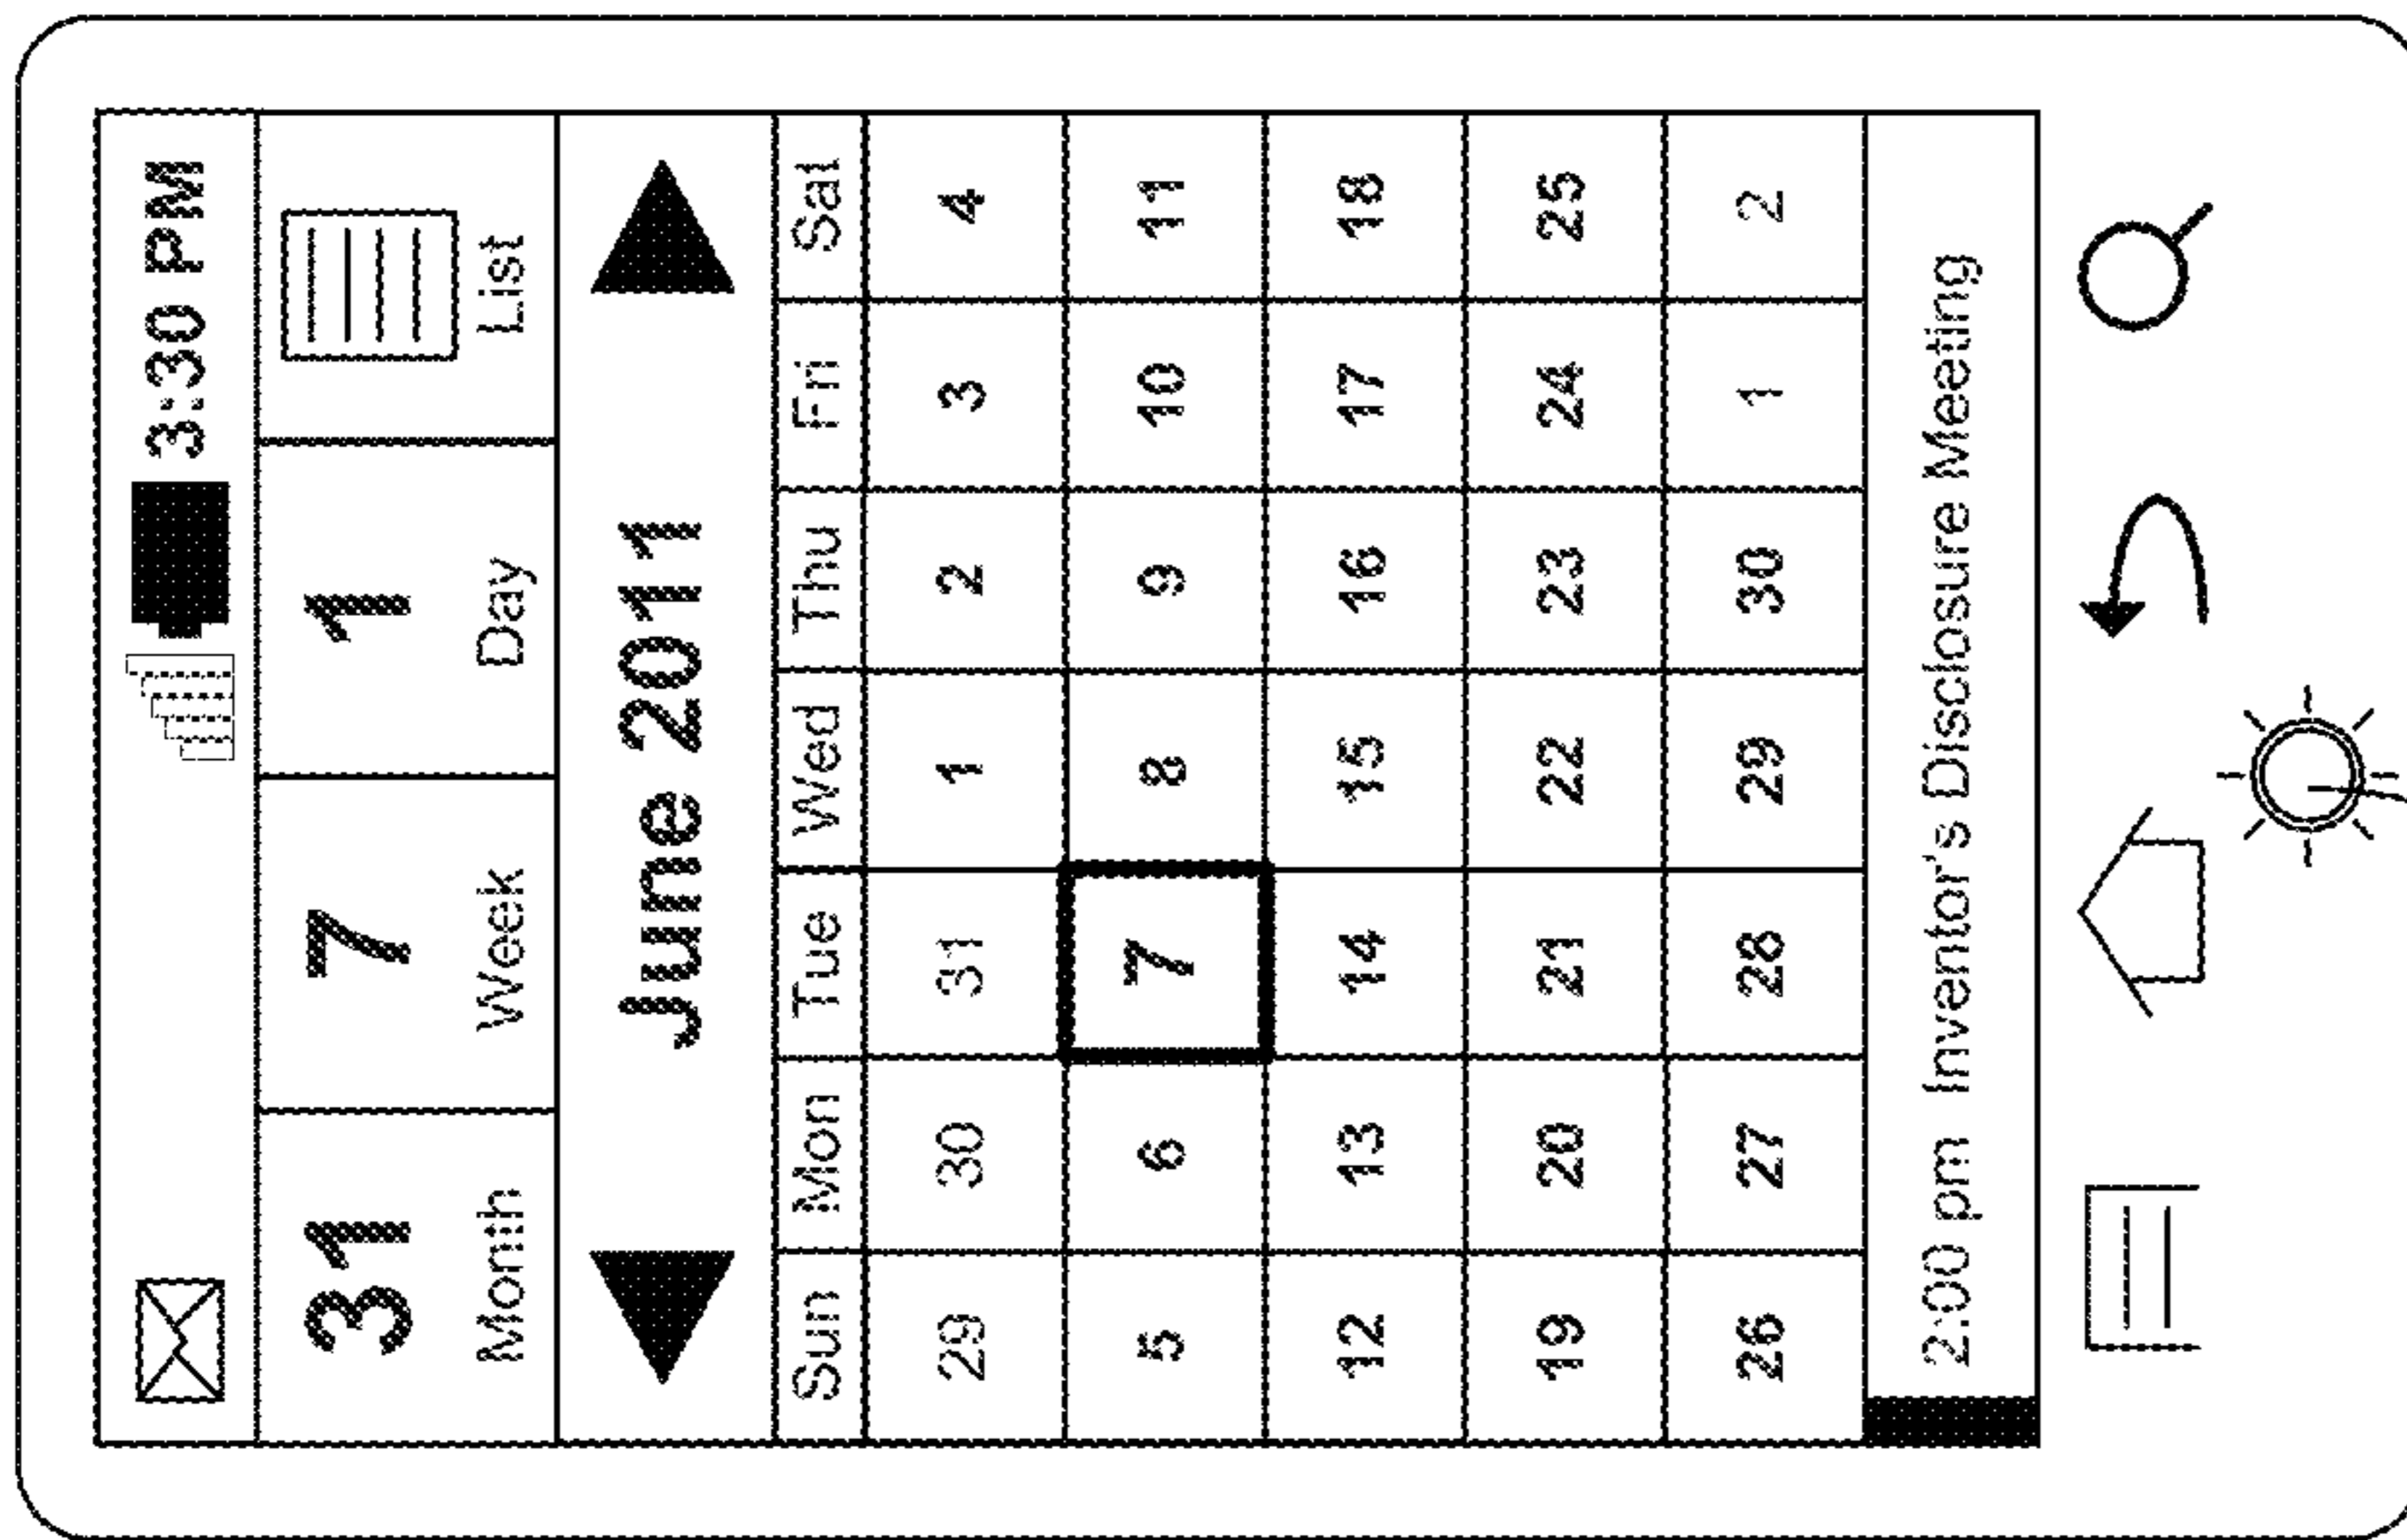 3:30 PM
31 7 1
Month Week Day List
June 2011
Sun Mon Tue Wed Thu Fri Sat
29 30 31 1 2 3 4
5 6 7 8 9 10 11
12 13 14 15 16 17 18
19 20 21 22 23 24 25
26 27 28 29 30 1 2
2:00 pm Inventor's Disclosure Meeting